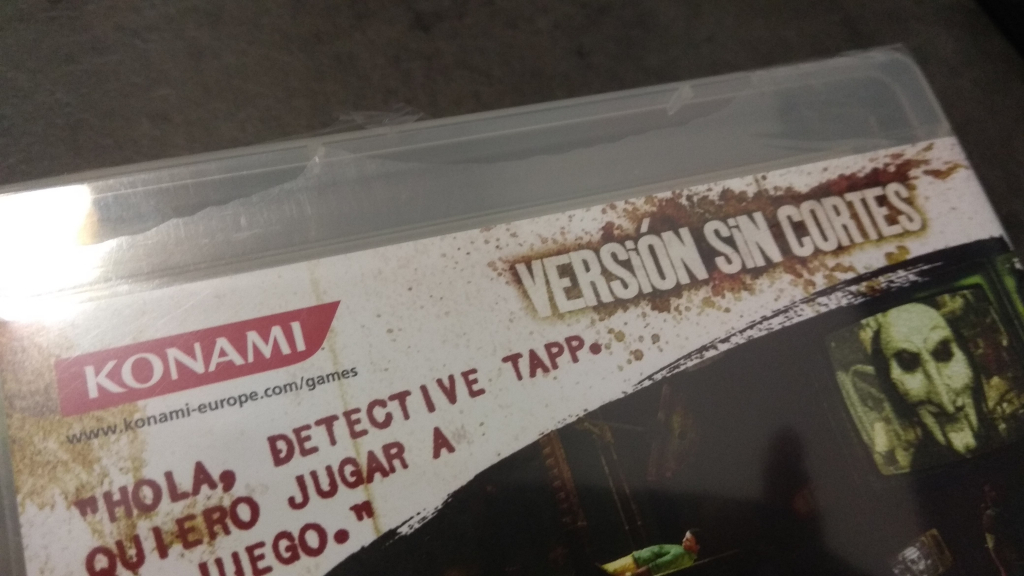 VERSIÓN SIN CORTES
KONAMI
www.konami-europe.com/games
"HOLA, DETECTIVE TAPP.
QUIERO JUGAR A
JUEGO."